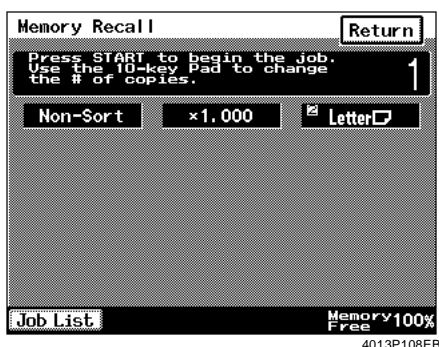 Memory Recall
Return
Press START to begin the job.
Use the 10-key Pad to change
the # of copies.
1
Non-Sort
×1.000
2
Letter
Job List
Memory
Free
100%
4013P108EB